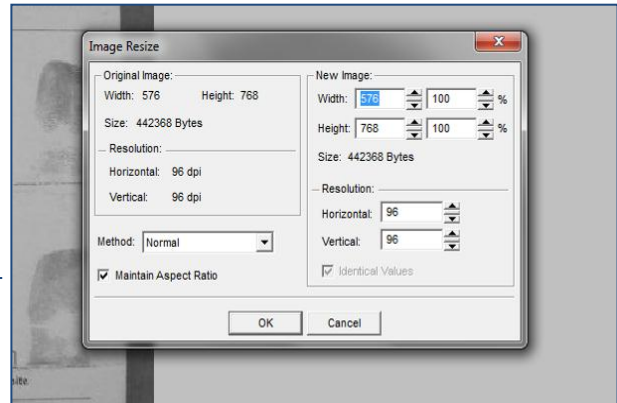 Image Resize
Original Image:
Width: 576 Height: 768
Size: 442368 Bytes
Resolution:
Horizontal: 96 dpi
Vertical: 96 dpi
Method: Normal
Maintain Aspect Ratio
New Image:
Width: 576 100 %
Height: 768 100 %
Size: 442368 Bytes
Resolution:
Horizontal: 96
Vertical: 96
Identical Values
OK Cancel